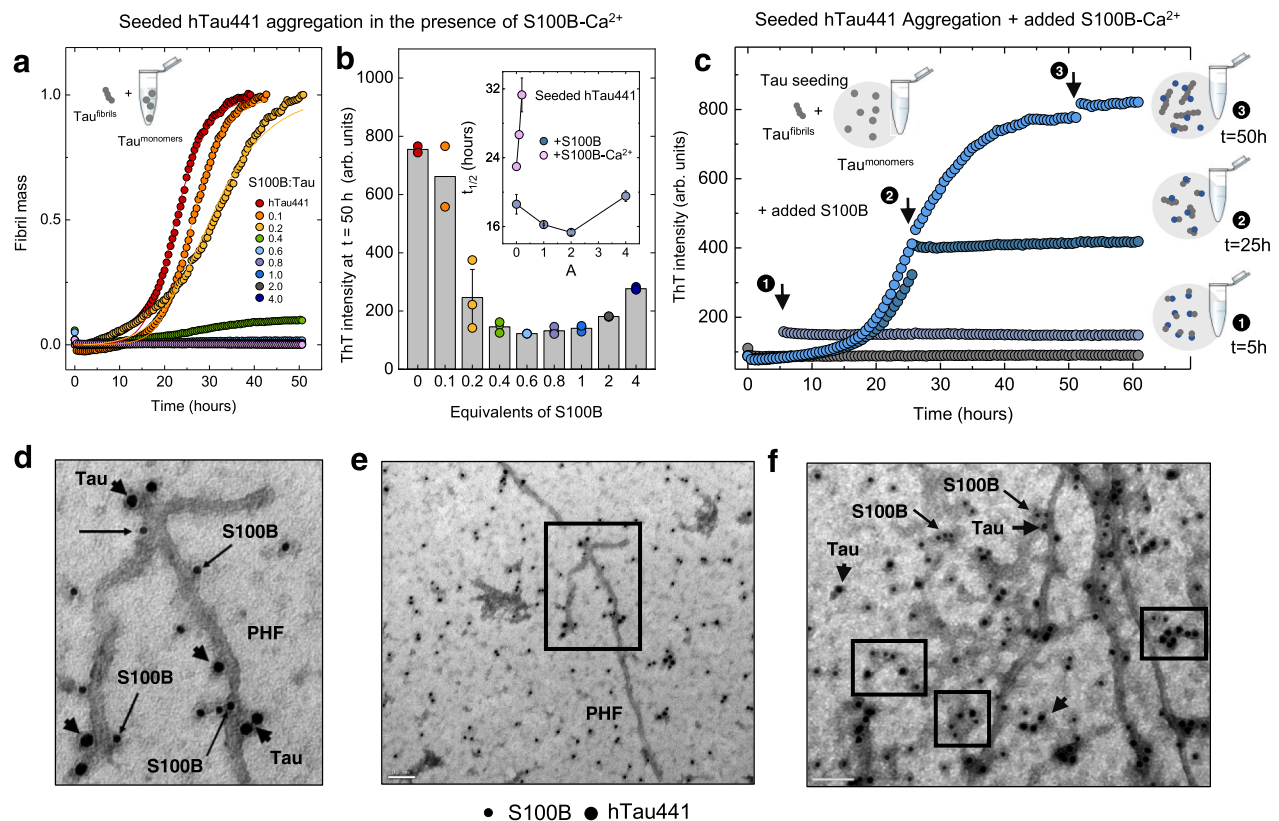 Seeded hTau441 aggregation in the presence of S100B-Ca²⁺
Seeded hTau441 Aggregation + added S100B-Ca²⁺
a
Fibril mass
1.0
0.5
0.0
+
Tau^fibrils
Tau^monomers
S100B:Tau
hTau441
0.1
0.2
0.4
0.6
0.8
1.0
2.0
4.0
0 10 20 30 40 50
Time (hours)
b
ThT intensity at t = 50 h (arb. units)
1000
800
600
400
200
0
0 0.1 0.2 0.4 0.6 0.8 1 2 4
Equivalents of S100B
t1/2 (hours)
32
24
16
Seeded hTau441
+S100B
+S100B-Ca²⁺
0 1 2 3 4
A
c
ThT intensity (arb. units)
800
600
400
200
Tau seeding
+
Tau^fibrils
Tau^monomers
+ added S100B
1
2
3
0 10 20 30 40 50 60
Time (hours)
3
t=50h
2
t=25h
1
t=5h
d
Tau
S100B
PHF
S100B
S100B
Tau
e
PHF
f
S100B
S100B
Tau
Tau
S100B hTau441